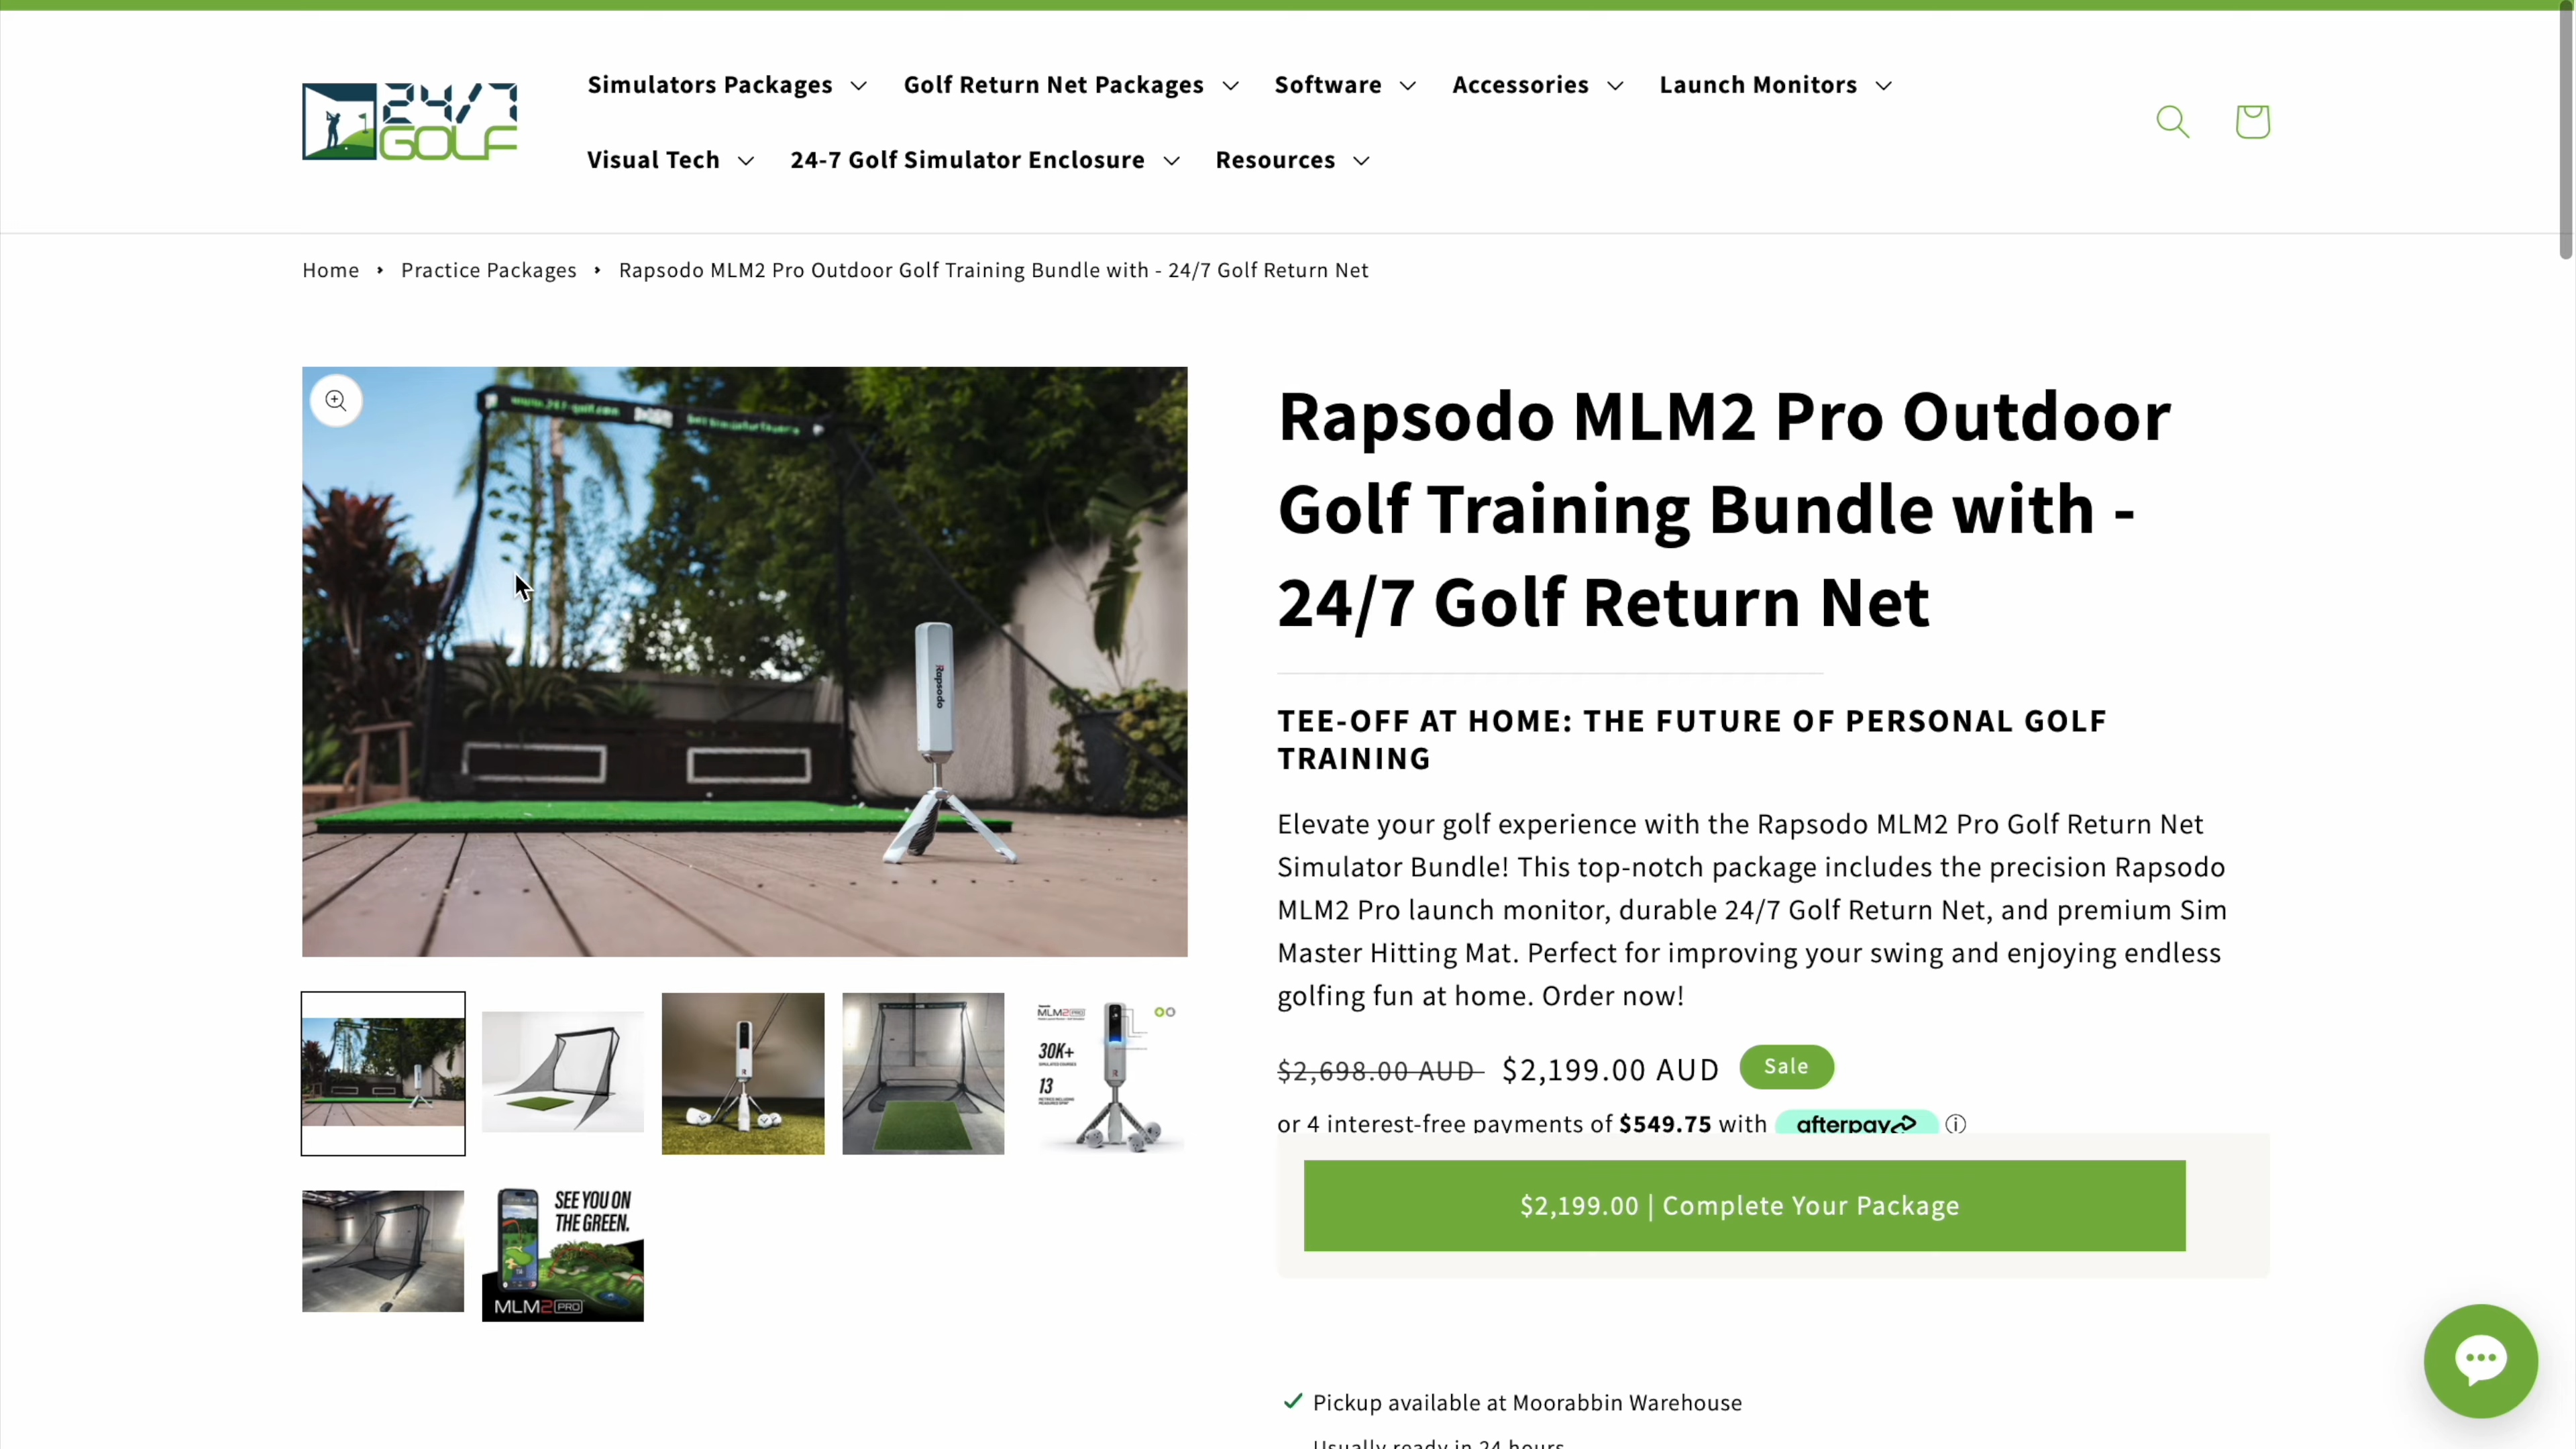 24/7
GOLF
Simulators Packages
Golf Return Net Packages
Software
Accessories
Launch Monitors
Visual Tech
24-7 Golf Simulator Enclosure
Resources
Home • Practice Packages • Rapsodo MLM2 Pro Outdoor Golf Training Bundle with - 24/7 Golf Return Net
www.247-golf.com
Rapsodo
Rapsodo MLM2 Pro Outdoor
Golf Training Bundle with -
24/7 Golf Return Net
TEE-OFF AT HOME: THE FUTURE OF PERSONAL GOLF
TRAINING
Elevate your golf experience with the Rapsodo MLM2 Pro Golf Return Net
Simulator Bundle! This top-notch package includes the precision Rapsodo
MLM2 Pro launch monitor, durable 24/7 Golf Return Net, and premium Sim
Master Hitting Mat. Perfect for improving your swing and enjoying endless
golfing fun at home. Order now!
$2,698.00 AUD $2,199.00 AUD Sale
or 4 interest-free payments of $549.75 with afterpay
$2,199.00 | Complete Your Package
MLM2 PRO
30K+
13
SEE YOU ON
THE GREEN.
MLM2 PRO
Pickup available at Moorabbin Warehouse
Usually ready in 24 hours